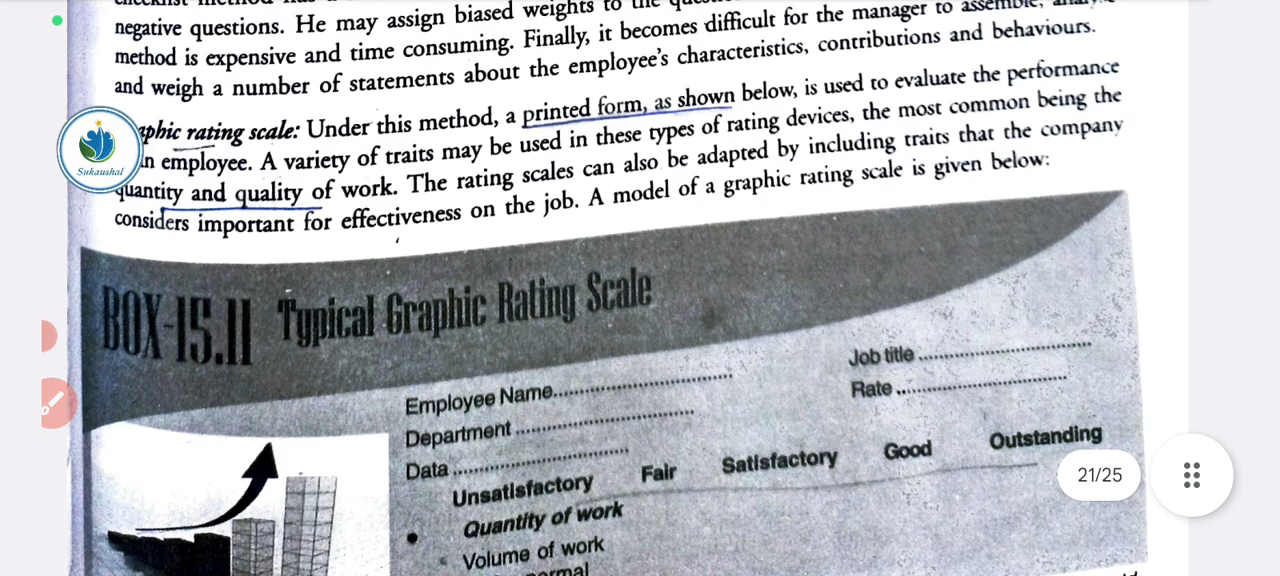 negative questions. He may assign biased weights to the
method is expensive and time consuming. Finally, it becomes difficult for the manager to assemble,
and weigh a number of statements about the employee's characteristics, contributions and behaviours.
phic rating scale: Under this method, a printed form, as shown below, is used to evaluate the performance
n employee. A variety of traits may be used in these types of rating devices, the most common being the
quantity and quality of work. The rating scales can also be adapted by including traits that the company
considers important for effectiveness on the job. A model of a graphic rating scale is given below:
Sukaushal
BOX-15.11 Typical Graphic Rating Scale
Employee Name..............................
Job title ..............................
Department ..............................
Rate ..............................
Data ..............................
Unsatisfactory Fair Satisfactory Good Outstanding
• Quantity of work
Volume of work
21/25